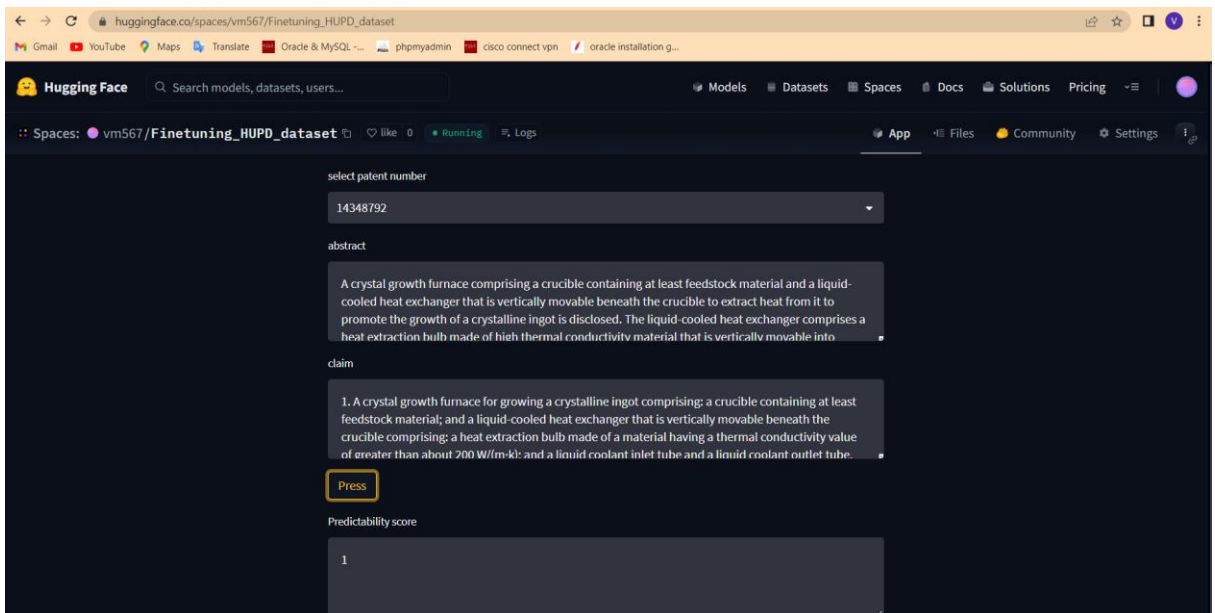 huggingface.co/spaces/vm567/Finetuning_HUPD_dataset
V
Gmail YouTube Maps Translate Oracle & MySQL -... phpmyadmin cisco connect vpn oracle installation g...
Hugging Face Search models, datasets, users... Models Datasets Spaces Docs Solutions Pricing
Spaces: vm567/Finetuning_HUPD_dataset like 0 Running Logs App Files Community Settings
select patent number
14348792
abstract
A crystal growth furnace comprising a crucible containing at least feedstock material and a liquid-
cooled heat exchanger that is vertically movable beneath the crucible to extract heat from it to
promote the growth of a crystalline ingot is disclosed. The liquid-cooled heat exchanger comprises a
heat extraction bulb made of high thermal conductivity material that is vertically movable into
claim
1. A crystal growth furnace for growing a crystalline ingot comprising: a crucible containing at least
feedstock material; and a liquid-cooled heat exchanger that is vertically movable beneath the
crucible comprising: a heat extraction bulb made of a material having a thermal conductivity value
of greater than about 200 W/(m·k); and a liquid coolant inlet tube and a liquid coolant outlet tube.
Press
Predictability score
1